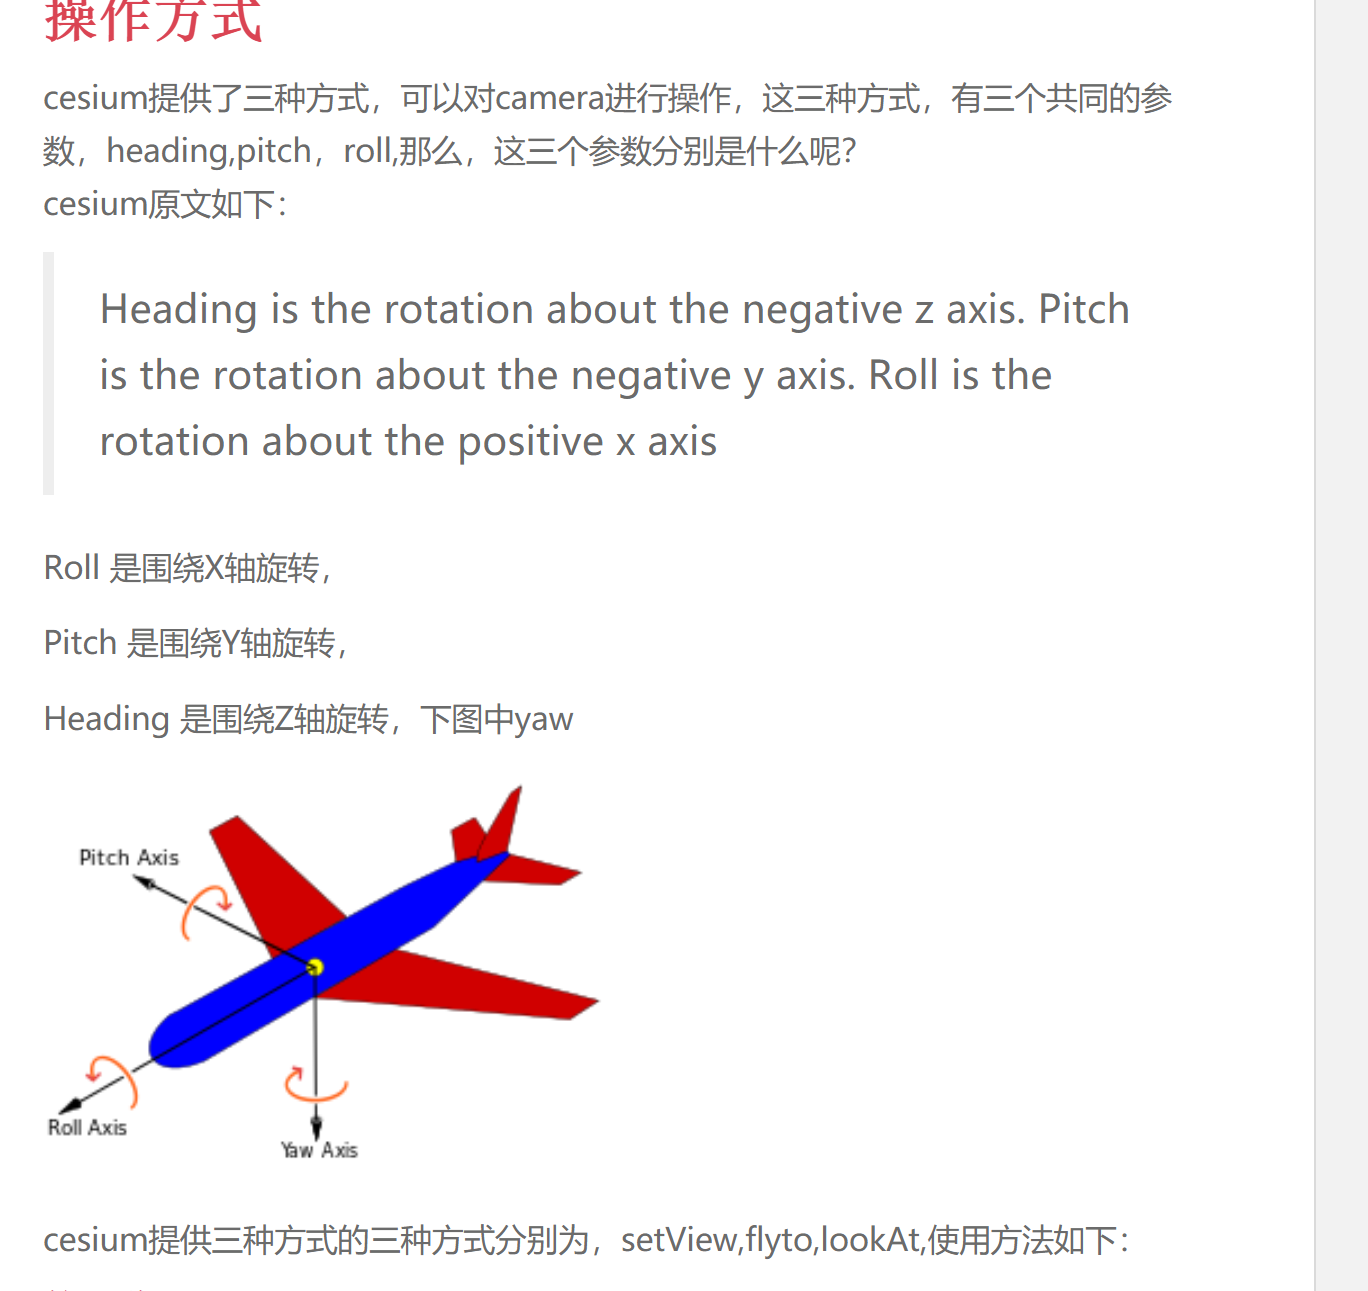 操作方式
cesium提供了三种方式，可以对camera进行操作，这三种方式，有三个共同的参
数，heading,pitch，roll,那么，这三个参数分别是什么呢？
cesium原文如下：
Heading is the rotation about the negative z axis. Pitch
is the rotation about the negative y axis. Roll is the
rotation about the positive x axis
Roll 是围绕X轴旋转，
Pitch 是围绕Y轴旋转，
Heading 是围绕Z轴旋转，下图中yaw
Pitch Axis
Roll Axis
Yaw Axis
cesium提供三种方式的三种方式分别为，setView,flyto,lookAt,使用方法如下：